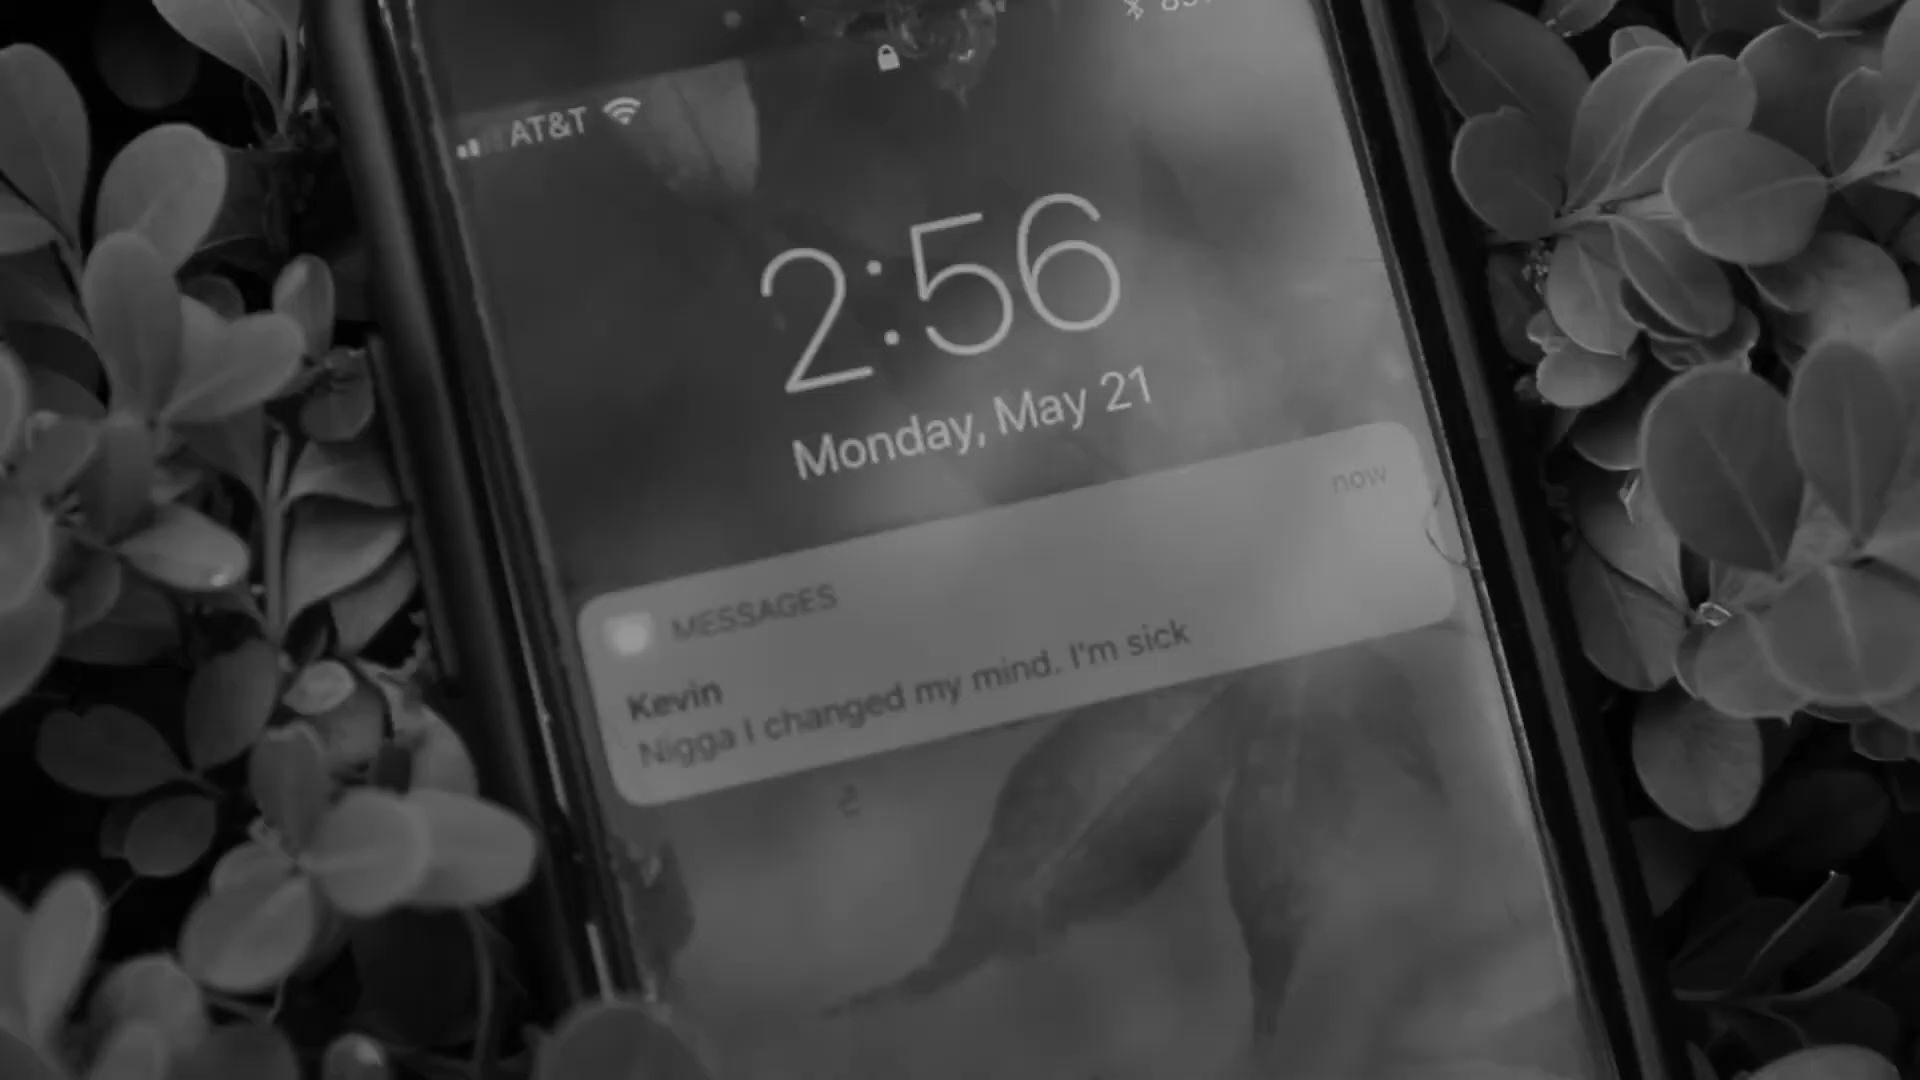 AT&T
2:56
Monday, May 21
MESSAGES
now
Kevin
Nigga I changed my mind. I'm sick